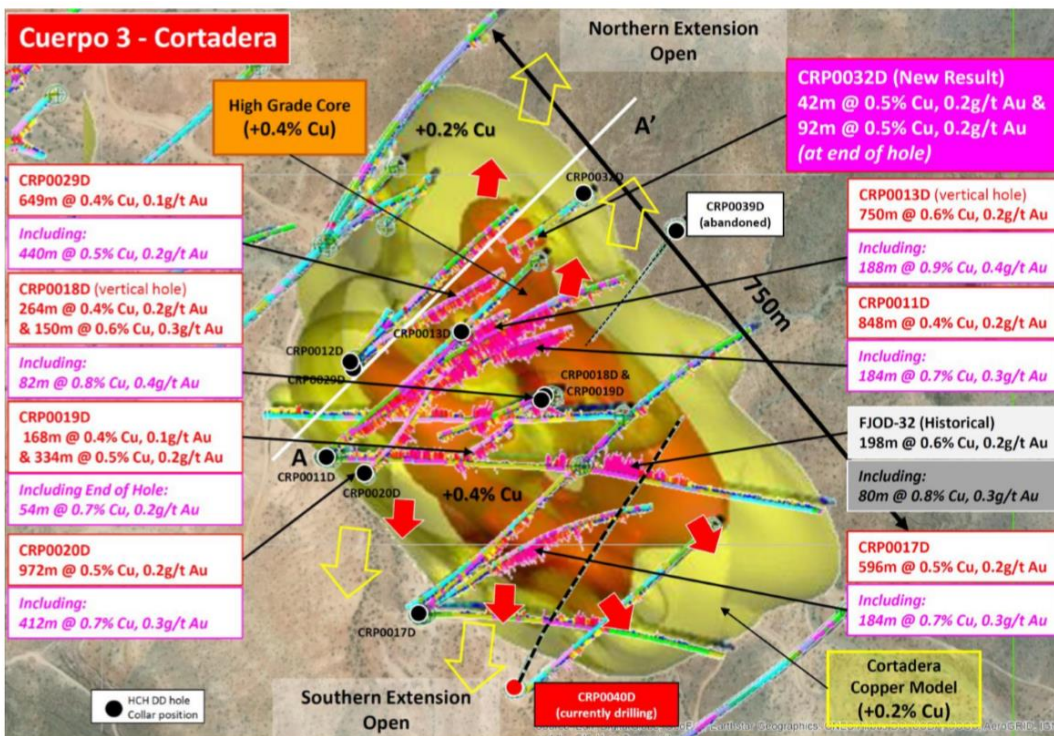 Cuerpo 3 - Cortadera
Northern Extension
Open
High Grade Core
(+0.4% Cu)
+0.2% Cu
A'
CRP0032D (New Result)
42m @ 0.5% Cu, 0.2g/t Au &
92m @ 0.5% Cu, 0.2g/t Au
(at end of hole)
CRP0029D
649m @ 0.4% Cu, 0.1g/t Au
Including:
440m @ 0.5% Cu, 0.2g/t Au
CRP0018D (vertical hole)
264m @ 0.4% Cu, 0.2g/t Au
& 150m @ 0.6% Cu, 0.3g/t Au
Including:
82m @ 0.8% Cu, 0.4g/t Au
CRP0019D
168m @ 0.4% Cu, 0.1g/t Au
& 334m @ 0.5% Cu, 0.2g/t Au
Including End of Hole:
54m @ 0.7% Cu, 0.2g/t Au
CRP0020D
972m @ 0.5% Cu, 0.2g/t Au
Including:
412m @ 0.7% Cu, 0.3g/t Au
CRP0032D
CRP0039D
(abandoned)
750m
CRP0013D
CRP0012D
CRP0029D
CRP0018D &
CRP0019D
A
CRP0011D
CRP0020D
+0.4% Cu
CRP0017D
CRP0013D (vertical hole)
750m @ 0.6% Cu, 0.2g/t Au
Including:
188m @ 0.9% Cu, 0.4g/t Au
CRP0011D
848m @ 0.4% Cu, 0.2g/t Au
Including:
184m @ 0.7% Cu, 0.3g/t Au
FJOD-32 (Historical)
198m @ 0.6% Cu, 0.2g/t Au
Including:
80m @ 0.8% Cu, 0.3g/t Au
CRP0017D
596m @ 0.5% Cu, 0.2g/t Au
Including:
184m @ 0.7% Cu, 0.3g/t Au
Cortadera
Copper Model
(+0.2% Cu)
HCH DD hole
Collar position
Southern Extension
Open
CRP0040D
(currently drilling)
Earthstar Geographics
AeroGRID,